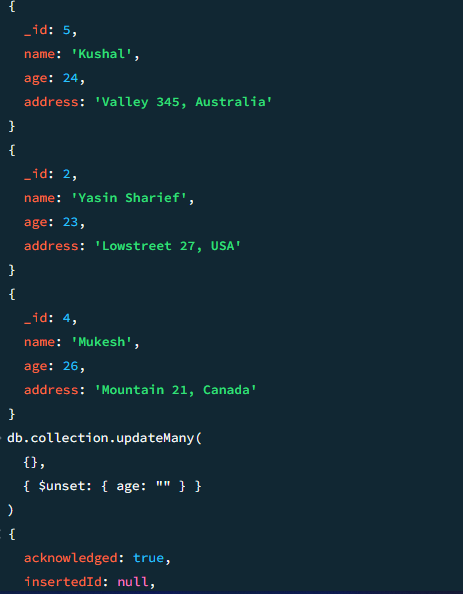 {
_id: 5,
name: 'Kushal',
age: 24,
address: 'Valley 345, Australia'
}
{
_id: 2,
name: 'Yasin Sharief',
age: 23,
address: 'Lowstreet 27, USA'
}
{
_id: 4,
name: 'Mukesh',
age: 26,
address: 'Mountain 21, Canada'
}
db.collection.updateMany(
{},
{ $unset: { age: "" } }
)
{
acknowledged: true,
insertedId: null,